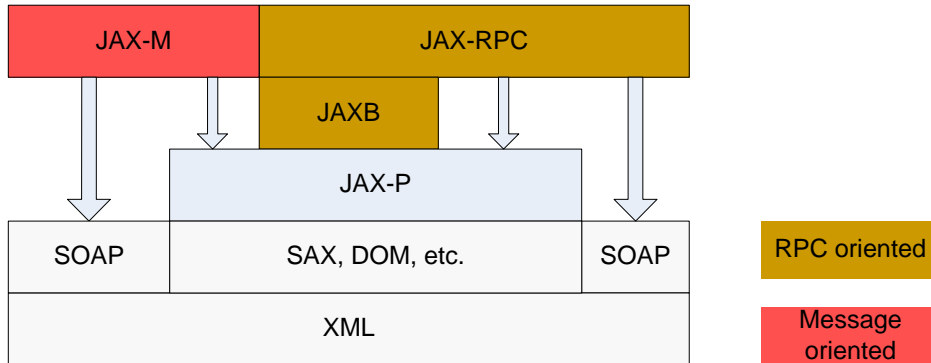 JAX-M
JAX-RPC
JAXB
JAX-P
SOAP
SAX, DOM, etc.
SOAP
XML
RPC oriented
Message
oriented